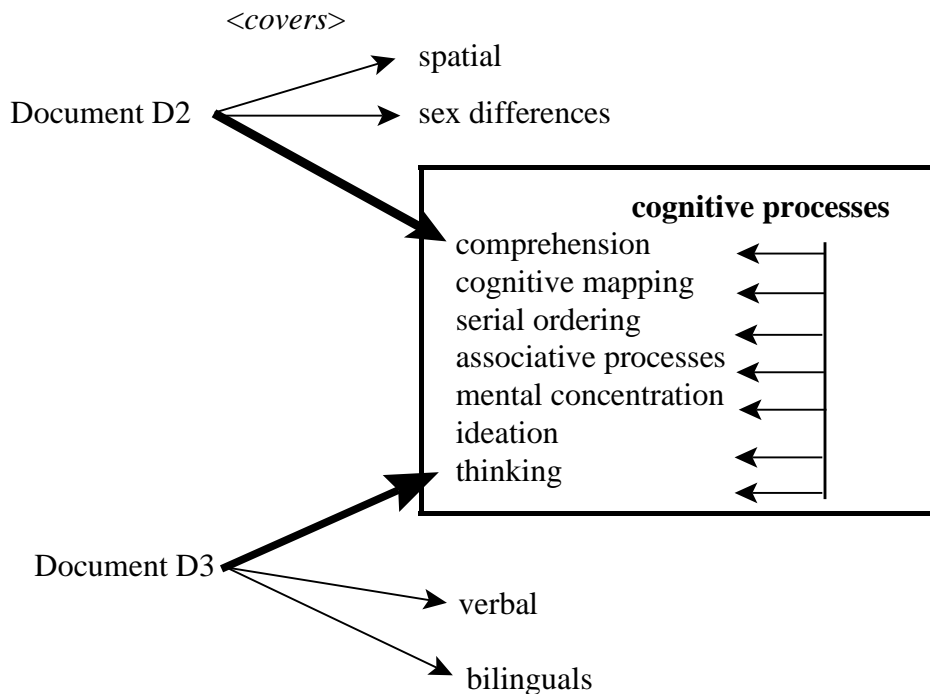 <covers>
spatial
Document D2
sex differences
cognitive processes
comprehension
cognitive mapping
serial ordering
associative processes
mental concentration
ideation
thinking
Document D3
verbal
bilinguals